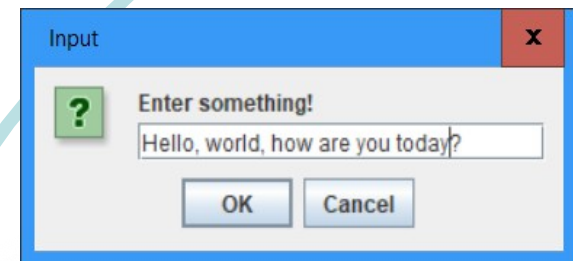 Input
x
?
Enter something!
Hello, world, how are you today?
OK
Cancel